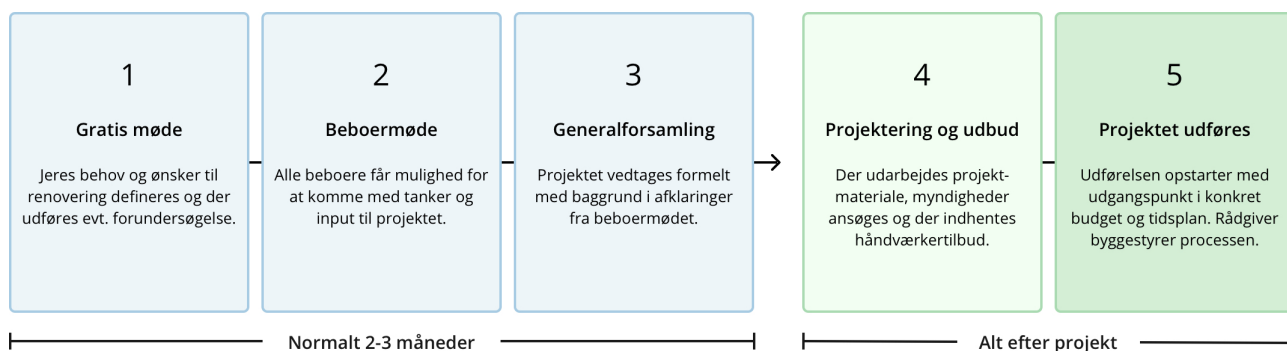 1
Gratis møde
Jeres behov og ønsker til
renovering defineres og der
udføres evt. forundersøgelse.
2
Beboermøde
Alle beboere får mulighed for
at komme med tanker og
input til projektet.
3
Generalforsamling
Projektet vedtages formelt
med baggrund i afklaringer
fra beboermødet.
4
Projektering og udbud
Der udarbejdes projekt-
materiale, myndigheder
ansøges og der indhentes
håndværkertilbud.
5
Projektet udføres
Udførelsen opstarter med
udgangspunkt i konkret
budget og tidsplan. Rådgiver
byggestyrer processen.
Normalt 2-3 måneder
Alt efter projekt